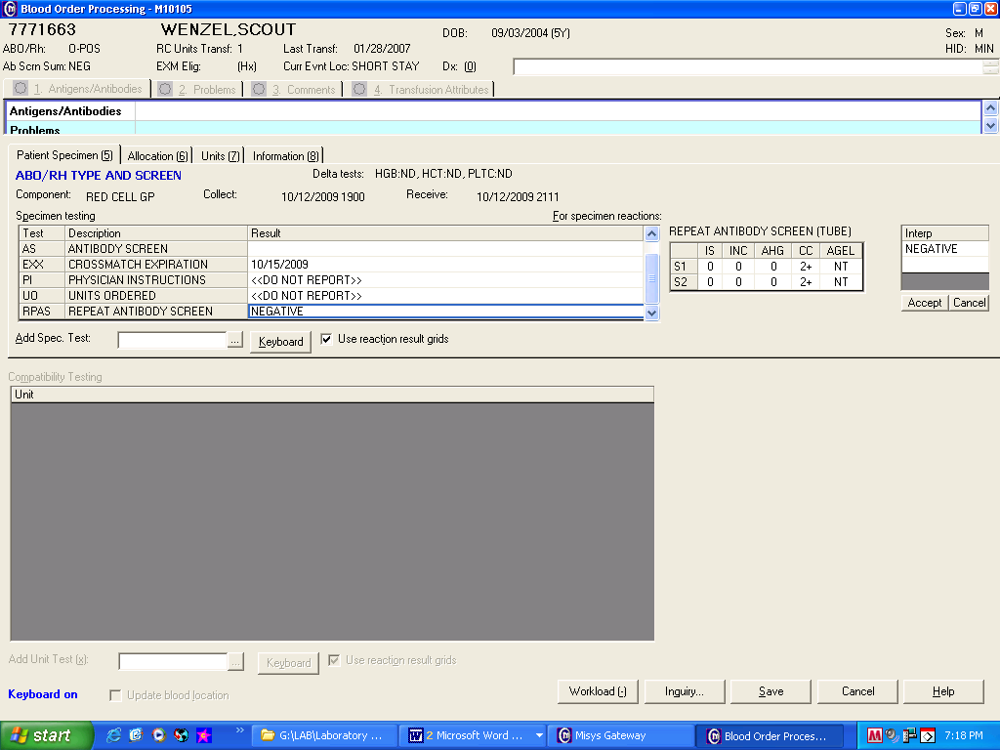 Blood Order Processing - M10105
7771663 WENZEL,SCOUT DOB: 09/03/2004 (5Y) Sex: M
ABO/Rh: O-POS RC Units Transf: 1 Last Transf: 01/28/2007 HID: MIN
Ab Scrn Sum: NEG EXM Elig: (Hx) Curr Evnt Loc: SHORT STAY Dx: (0)
1. Antigens/Antibodies 2. Problems 3. Comments 4. Transfusion Attributes
Antigens/Antibodies
Problems
Patient Specimen (5) Allocation (6) Units (7) Information (8)
ABO/RH TYPE AND SCREEN Delta tests: HGB:ND, HCT:ND, PLTC:ND
Component: RED CELL GP Collect: 10/12/2009 1900 Receive: 10/12/2009 2111
Specimen testing For specimen reactions:
Test Description Result
AS ANTIBODY SCREEN
EXX CROSSMATCH EXPIRATION 10/15/2009
PI PHYSICIAN INSTRUCTIONS <<DO NOT REPORT>>
UO UNITS ORDERED <<DO NOT REPORT>>
RPAS REPEAT ANTIBODY SCREEN NEGATIVE
REPEAT ANTIBODY SCREEN (TUBE)
IS INC AHG CC AGEL
S1 0 0 0 2+ NT
S2 0 0 0 2+ NT
Interp
NEGATIVE
Accept Cancel
Add Spec. Test: ... Keyboard Use reaction result grids
Compatibility Testing
Unit
Add Unit Test (x): ... Keyboard Use reaction result grids
Keyboard on Update blood location
Workload (-) Inquiry... Save Cancel Help
start » G:\LAB\Laboratory ... 2 Microsoft Word ... Misys Gateway Blood Order Proces... 7:18 PM